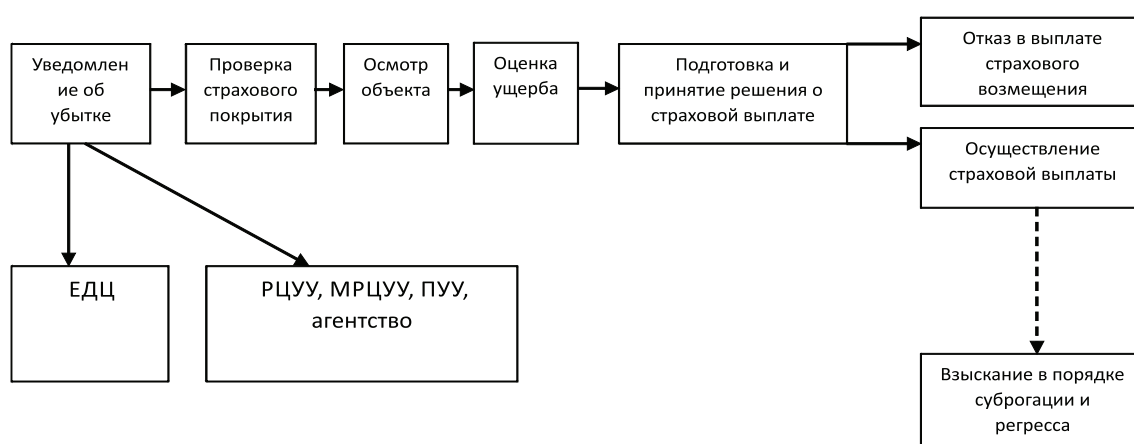 Уведомлен
ие об
убытке
Проверка
страхового
покрытия
Осмотр
объекта
Оценка
ущерба
Подготовка и
принятие решения о
страховой выплате
Отказ в выплате
страхового
возмещения
Осуществление
страховой выплаты
ЕДЦ
РЦУУ, МРЦУУ, ПУУ,
агентство
Взыскание в порядке
суброгации и
регресса